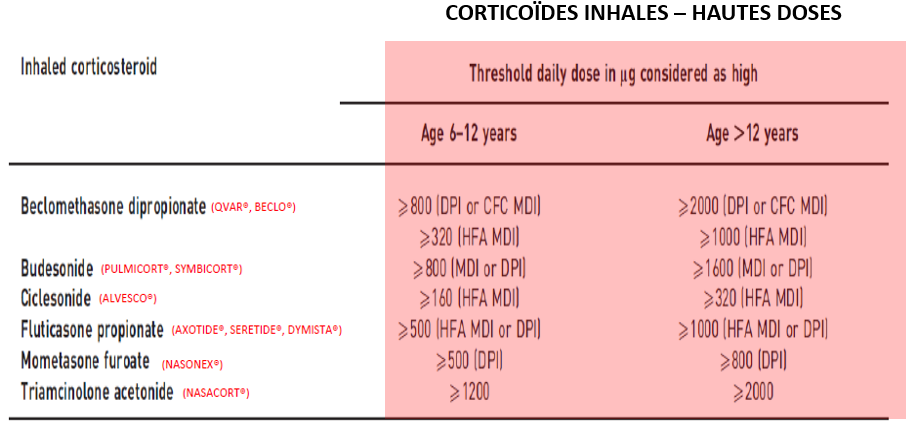 CORTICOÏDES INHALES – HAUTES DOSES
Inhaled corticosteroid Threshold daily dose in µg considered as high
Age 6–12 years Age >12 years
Beclomethasone dipropionate (QVAR®, BECLO®) ⩾800 (DPI or CFC MDI) ⩾2000 (DPI or CFC MDI)
⩾320 (HFA MDI) ⩾1000 (HFA MDI)
Budesonide (PULMICORT®, SYMBICORT®) ⩾800 (MDI or DPI) ⩾1600 (MDI or DPI)
Ciclesonide (ALVESCO®) ⩾160 (HFA MDI) ⩾320 (HFA MDI)
Fluticasone propionate (AXOTIDE®, SERETIDE®, DYMISTA®) ⩾500 (HFA MDI or DPI) ⩾1000 (HFA MDI or DPI)
Mometasone furoate (NASONEX®) ⩾500 (DPI) ⩾800 (DPI)
Triamcinolone acetonide (NASACORT®) ⩾1200 ⩾2000